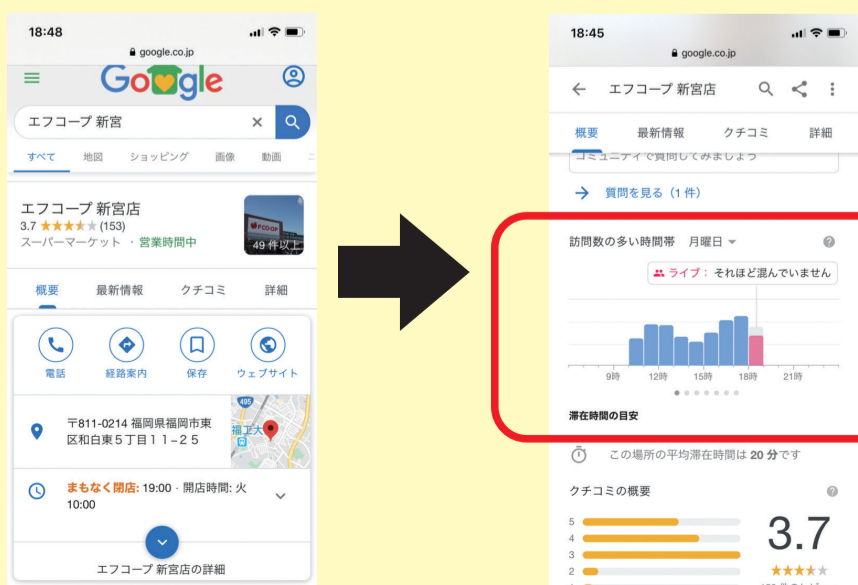 18:48
google.co.jp
Google
エフコープ 新宮
すべて 地図 ショッピング 画像 動画
エフコープ 新宮店
3.7 (153)
スーパーマーケット ・ 営業時間中
FCO-OP
49 件以上
概要 最新情報 クチコミ 詳細
電話 経路案内 保存 ウェブサイト
〒811-0214 福岡県福岡市東
区和白東5丁目11−25
495
福工大
まもなく閉店: 19:00 · 開店時間: 火
10:00
エフコープ 新宮店の詳細
18:45
google.co.jp
エフコープ 新宮店
概要 最新情報 クチコミ 詳細
コミュニティで質問してみましょう
質問を見る（1 件）
訪問数の多い時間帯 月曜日
ライブ： それほど混んでいません
9時 12時 15時 18時 21時
滞在時間の目安
この場所の平均滞在時間は 20 分です
クチコミの概要
5
4
3
2
3.7